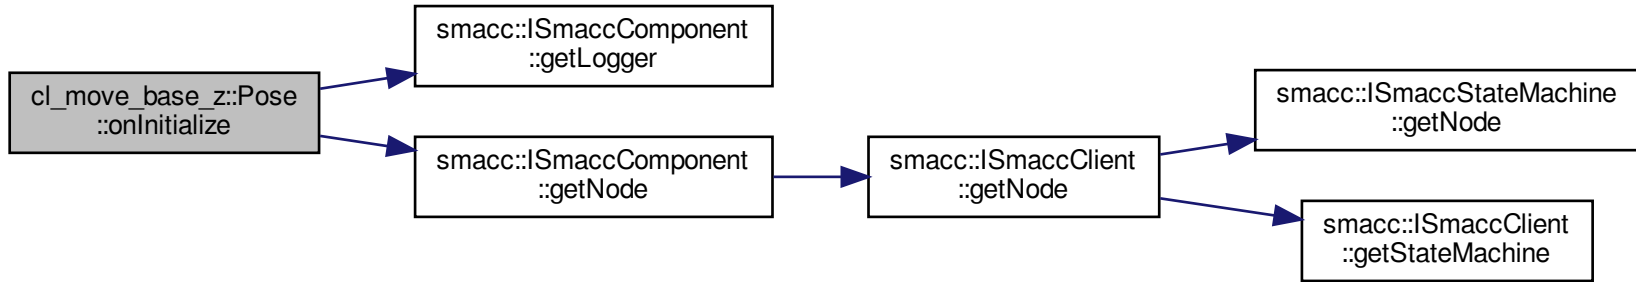 cl_move_base_z::Pose
::onInitialize
smacc::ISmaccComponent
::getLogger
smacc::ISmaccComponent
::getNode
smacc::ISmaccClient
::getNode
smacc::ISmaccStateMachine
::getNode
smacc::ISmaccClient
::getStateMachine